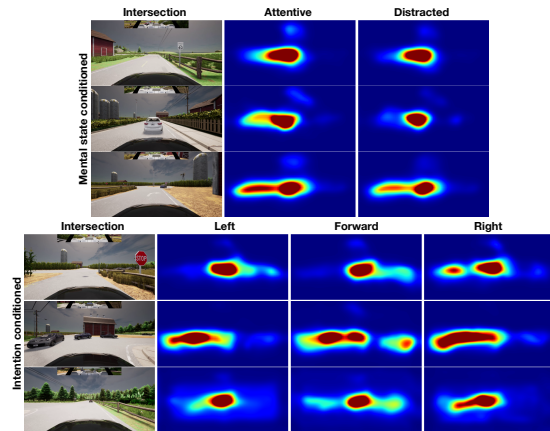 Intersection Attentive Distracted
Mental state conditioned
Intersection Left Forward Right
Intention conditioned
STOP